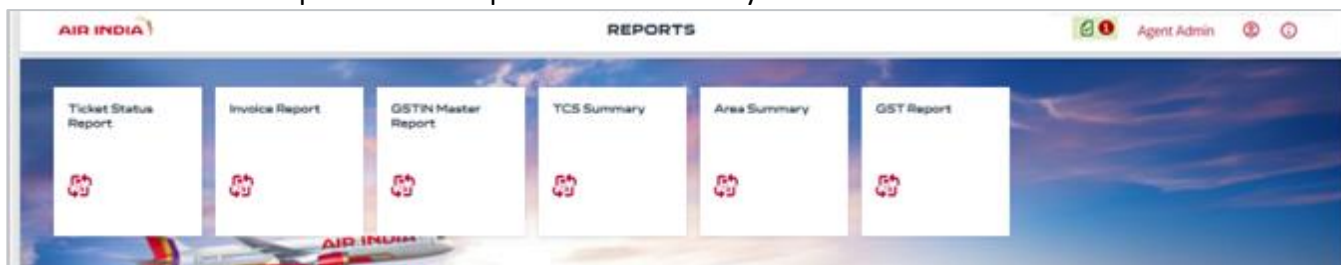 AIR INDIA
REPORTS
1
Agent Admin
Ticket Status
Report
Invoice Report
GSTIN Master
Report
TCS Summary
Area Summary
GST Report
AIR INDIA